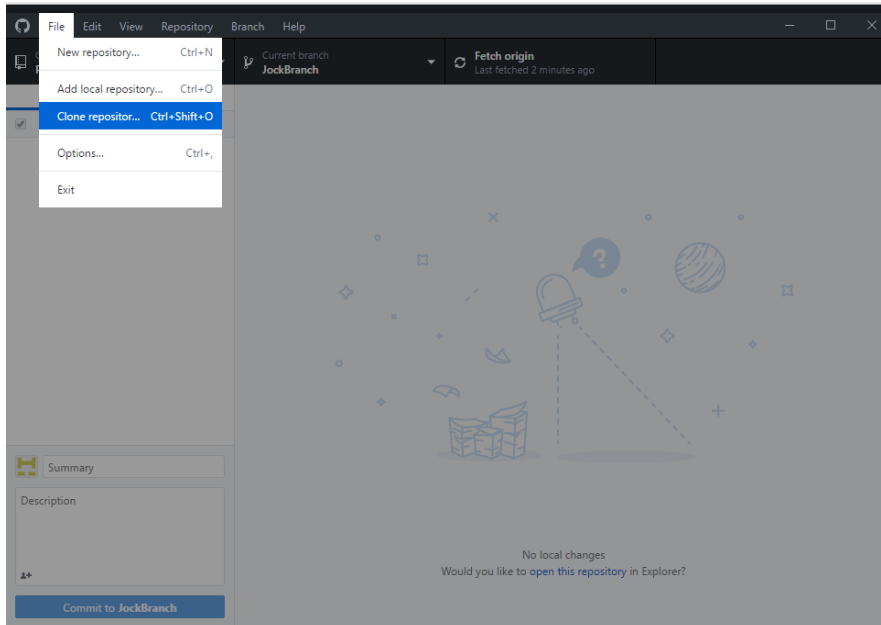 File Edit View Repository Branch Help
New repository... Ctrl+N
Add local repository... Ctrl+O
Clone repositor... Ctrl+Shift+O
Options... Ctrl+,
Exit
Current branch
JockBranch
Fetch origin
Last fetched 2 minutes ago
?
No local changes
Would you like to open this repository in Explorer?
Summary
Description
Commit to JockBranch